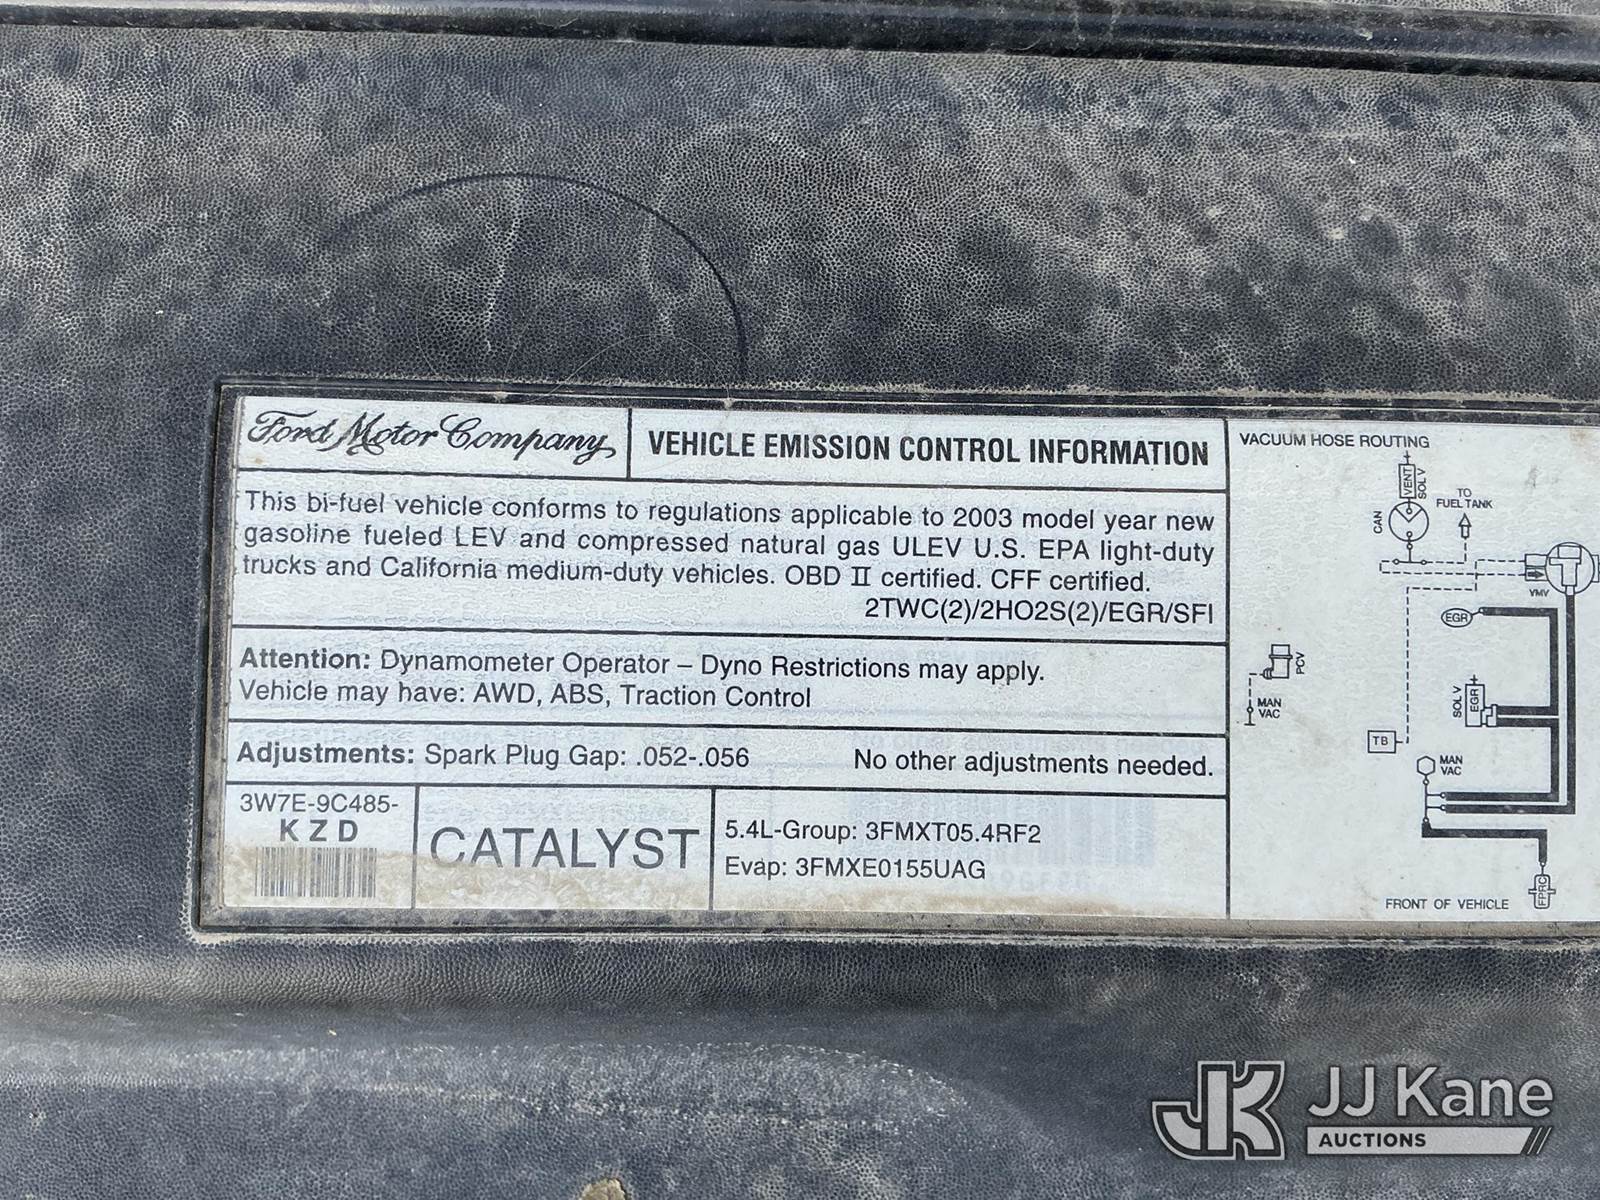 Ford Motor Company
VEHICLE EMISSION CONTROL INFORMATION
This bi-fuel vehicle conforms to regulations applicable to 2003 model year new
gasoline fueled LEV and compressed natural gas ULEV U.S. EPA light-duty
trucks and California medium-duty vehicles. OBD II certified. CFF certified.
2TWC(2)/2HO2S(2)/EGR/SFI
Attention: Dynamometer Operator – Dyno Restrictions may apply.
Vehicle may have: AWD, ABS, Traction Control
Adjustments: Spark Plug Gap: .052-.056 No other adjustments needed.
3W7E-9C485-
KZD
CATALYST
5.4L-Group: 3FMXT05.4RF2
Evap: 3FMXE0155UAG
VACUUM HOSE ROUTING
VENT
SOL V
CAN
TO
FUEL TANK
VMV
EGR
PCV
MAN
VAC
SOL V
EGR
TB
MAN
VAC
FPRC
FRONT OF VEHICLE
JK
JJ Kane
AUCTIONS